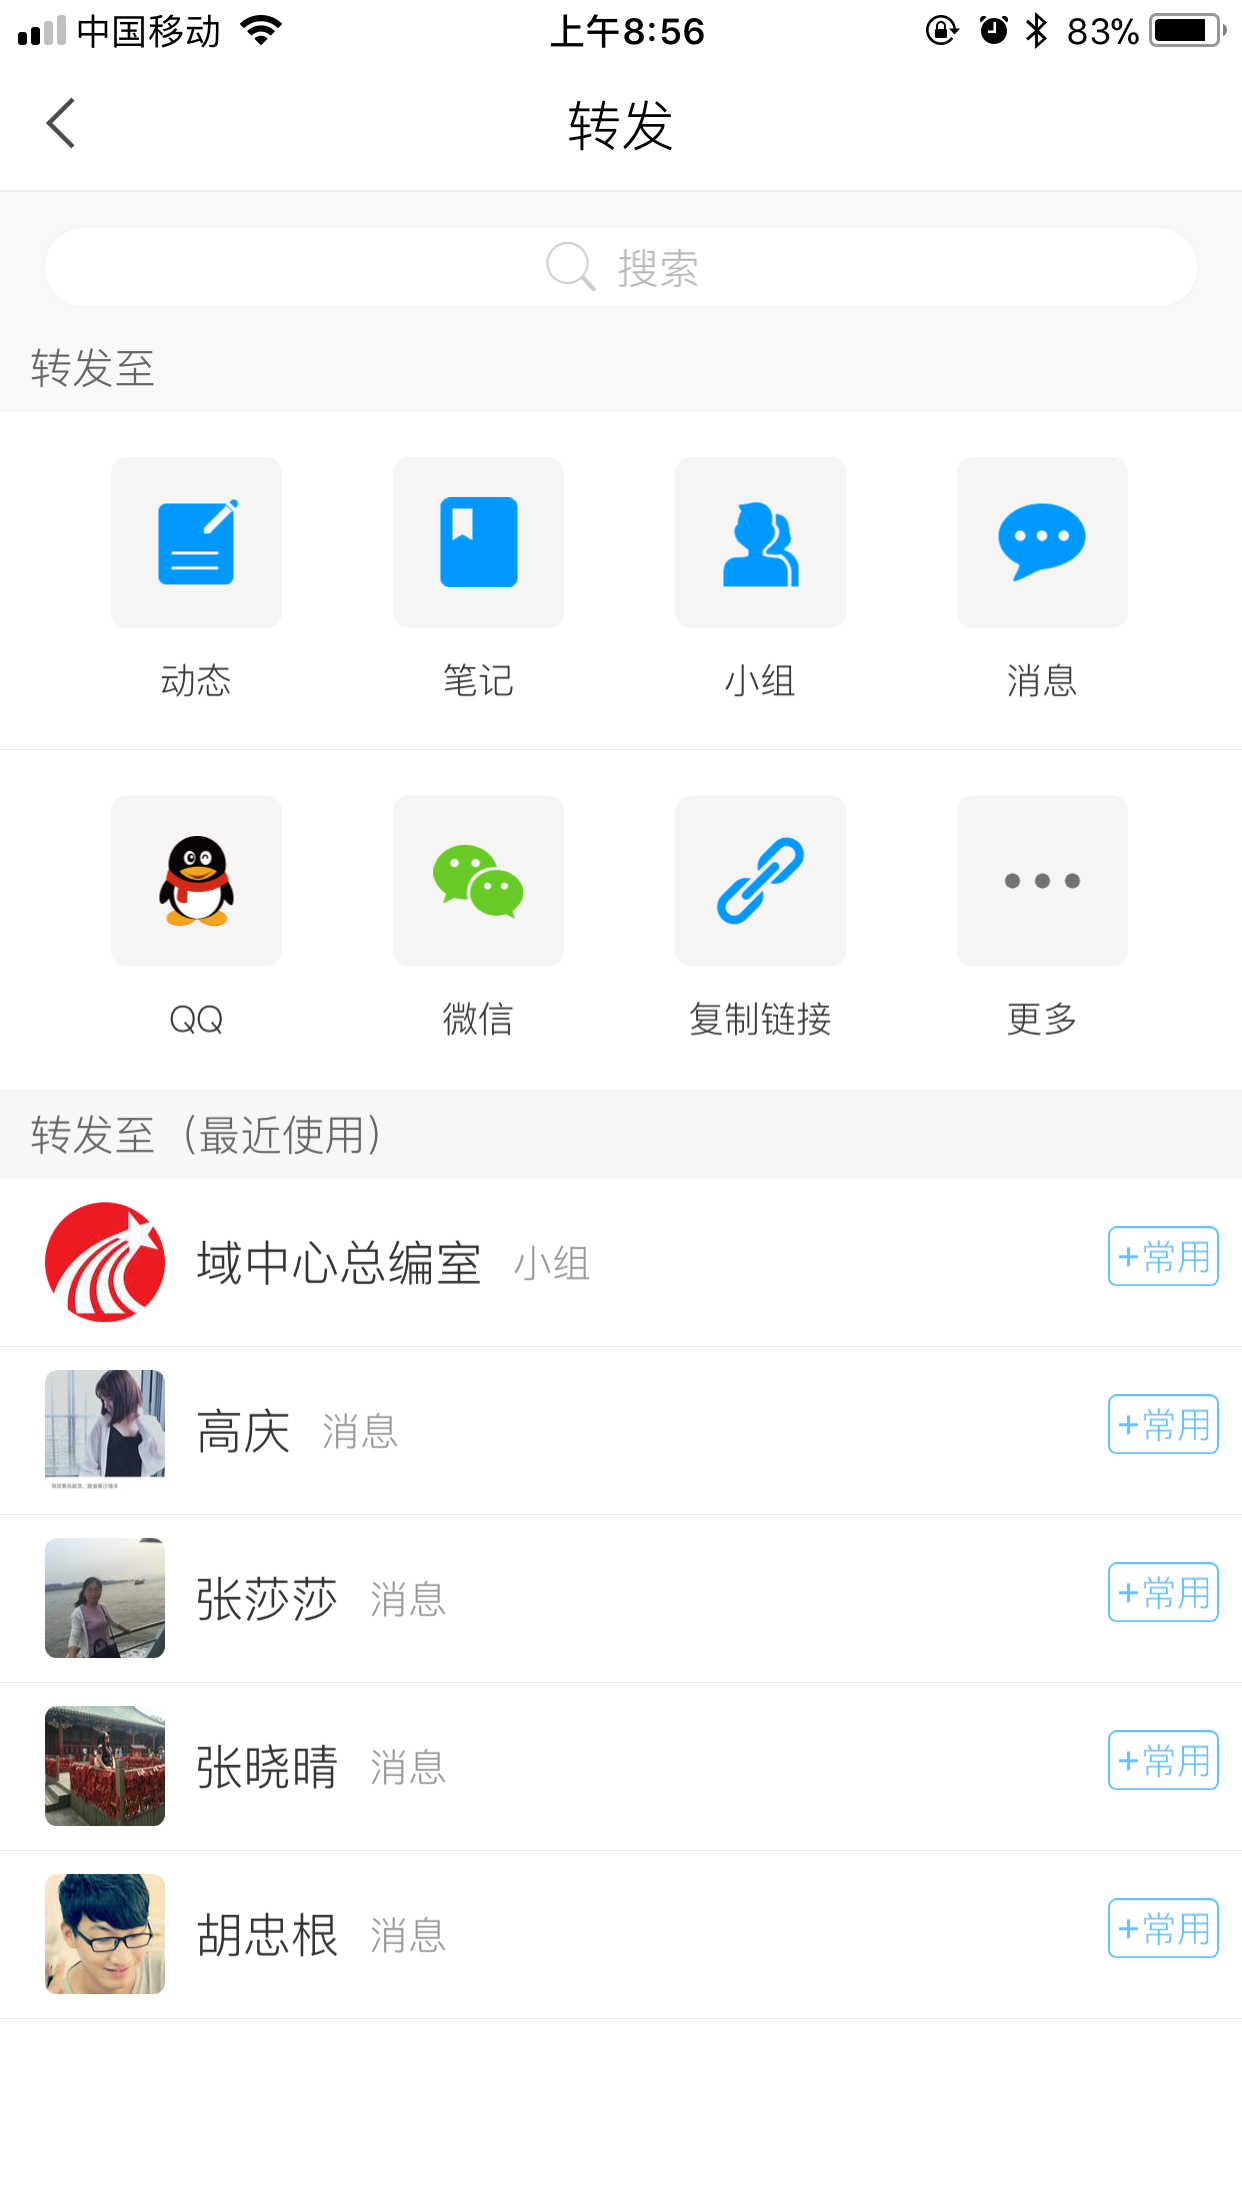 中国移动 上午8:56 83%
转发
搜索
转发至
动态 笔记 小组 消息
QQ 微信 复制链接 更多
转发至（最近使用）
域中心总编室 小组 +常用
高庆 消息 +常用
张莎莎 消息 +常用
张晓晴 消息 +常用
胡忠根 消息 +常用